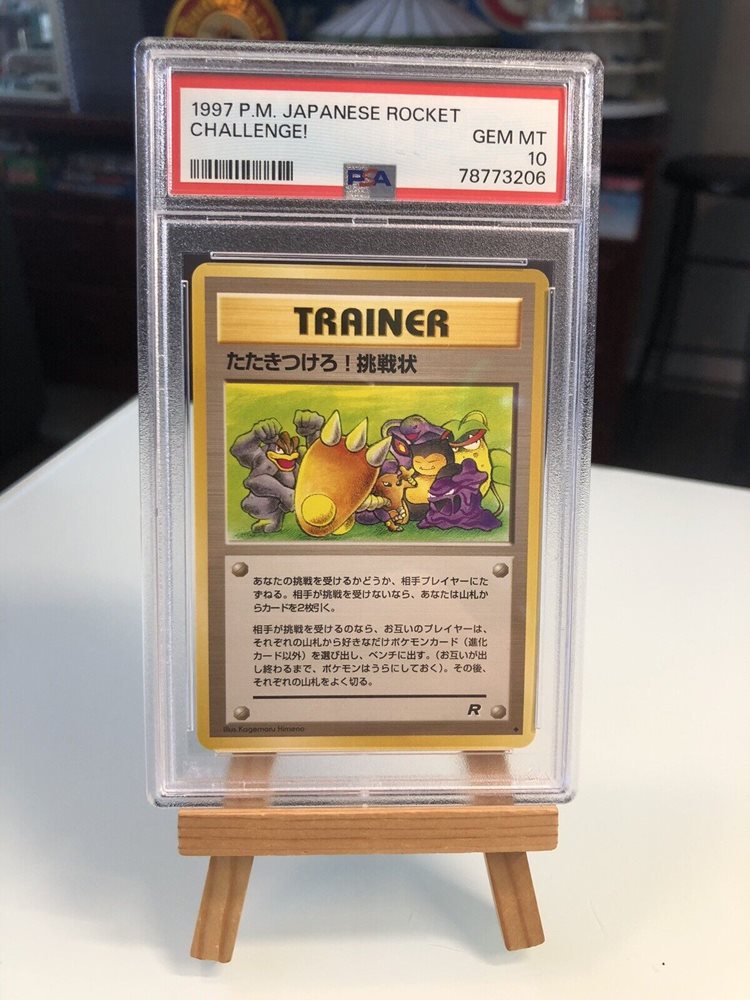 1997 P.M. JAPANESE ROCKET
CHALLENGE!
GEM MT
10
78773206
PSA
TRAINER
たたきつけろ！挑戦状
あなたの挑戦を受けるかどうか、相手プレイヤーにた
ずねる。相手が挑戦を受けないなら、あなたは山札か
らカードを2枚引く。
相手が挑戦を受けるのなら、お互いのプレイヤーは、
それぞれの山札から好きなだけポケモンカード（進化
カード以外）を選び出し、ベンチに出す。（お互いが出
し終わるまで、ポケモンはうらにしておく）。その後、
それぞれの山札をよく切る。
R
Illus. Kagemaru Himeno